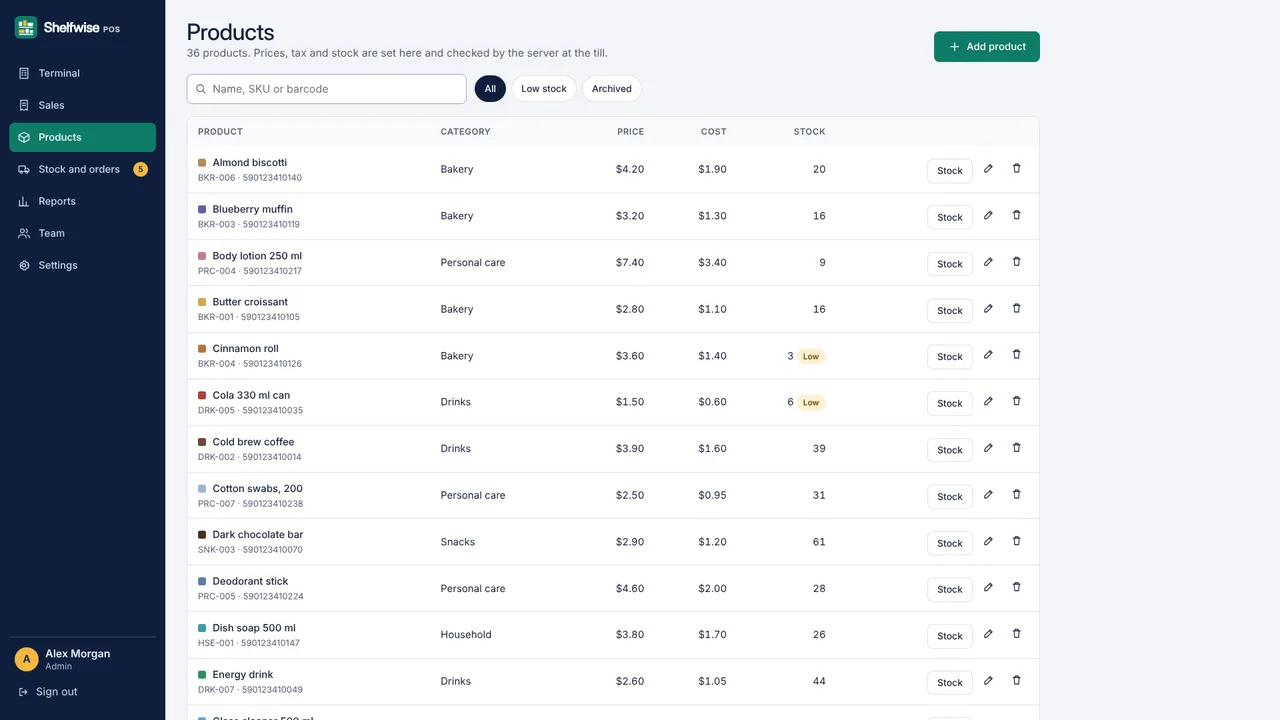 Shelfwise POS
Terminal
Sales
Products
Stock and orders 5
Reports
Team
Settings
Alex Morgan
Admin
Sign out
Products
36 products. Prices, tax and stock are set here and checked by the server at the till.
Add product
Name, SKU or barcode
All Low stock Archived
PRODUCT CATEGORY PRICE COST STOCK
Almond biscotti
BKR-006 · 590123410140
Bakery $4.20 $1.90 20 Stock
Blueberry muffin
BKR-003 · 590123410119
Bakery $3.20 $1.30 16 Stock
Body lotion 250 ml
PRC-004 · 590123410217
Personal care $7.40 $3.40 9 Stock
Butter croissant
BKR-001 · 590123410105
Bakery $2.80 $1.10 16 Stock
Cinnamon roll
BKR-004 · 590123410126
Bakery $3.60 $1.40 3 Low Stock
Cola 330 ml can
DRK-005 · 590123410035
Drinks $1.50 $0.60 6 Low Stock
Cold brew coffee
DRK-002 · 590123410014
Drinks $3.90 $1.60 39 Stock
Cotton swabs, 200
PRC-007 · 590123410238
Personal care $2.50 $0.95 31 Stock
Dark chocolate bar
SNK-003 · 590123410070
Snacks $2.90 $1.20 61 Stock
Deodorant stick
PRC-005 · 590123410224
Personal care $4.60 $2.00 28 Stock
Dish soap 500 ml
HSE-001 · 590123410147
Household $3.80 $1.70 26 Stock
Energy drink
DRK-007 · 590123410049
Drinks $2.60 $1.05 44 Stock